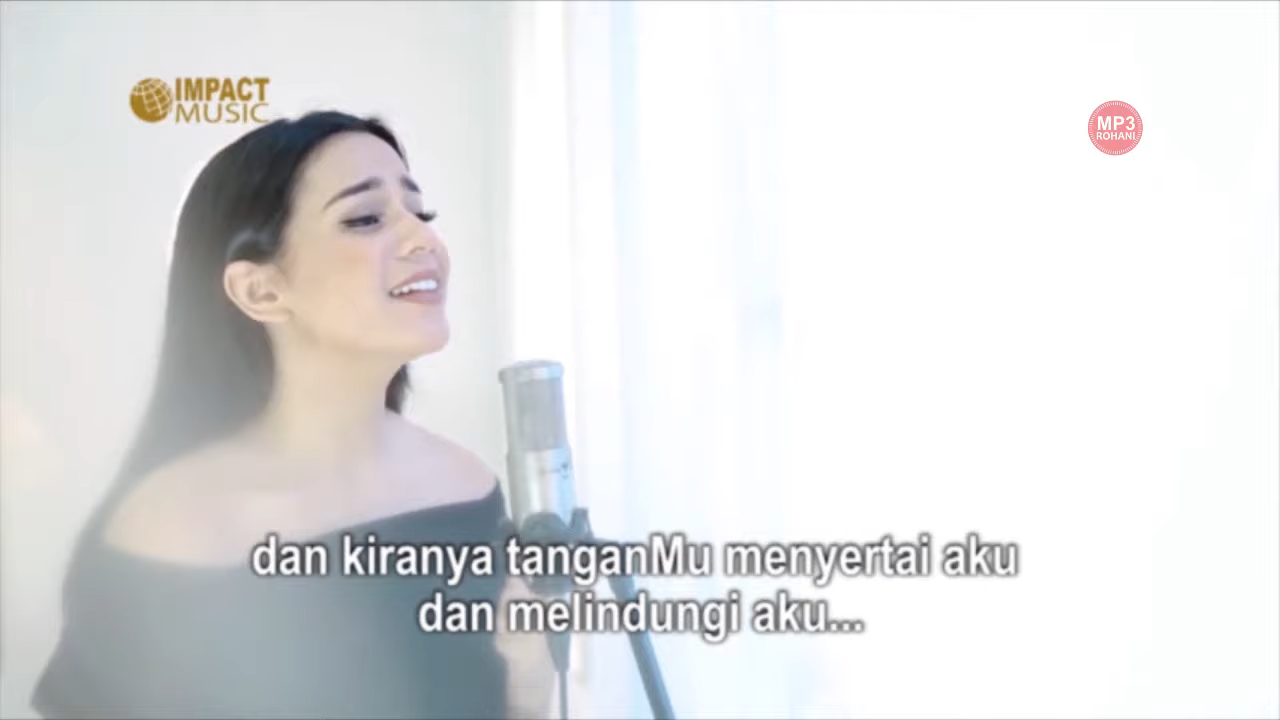 IMPACT
MUSIC
MP3
ROHANI
dan kiranya tanganMu menyertai aku
dan melindungi aku...